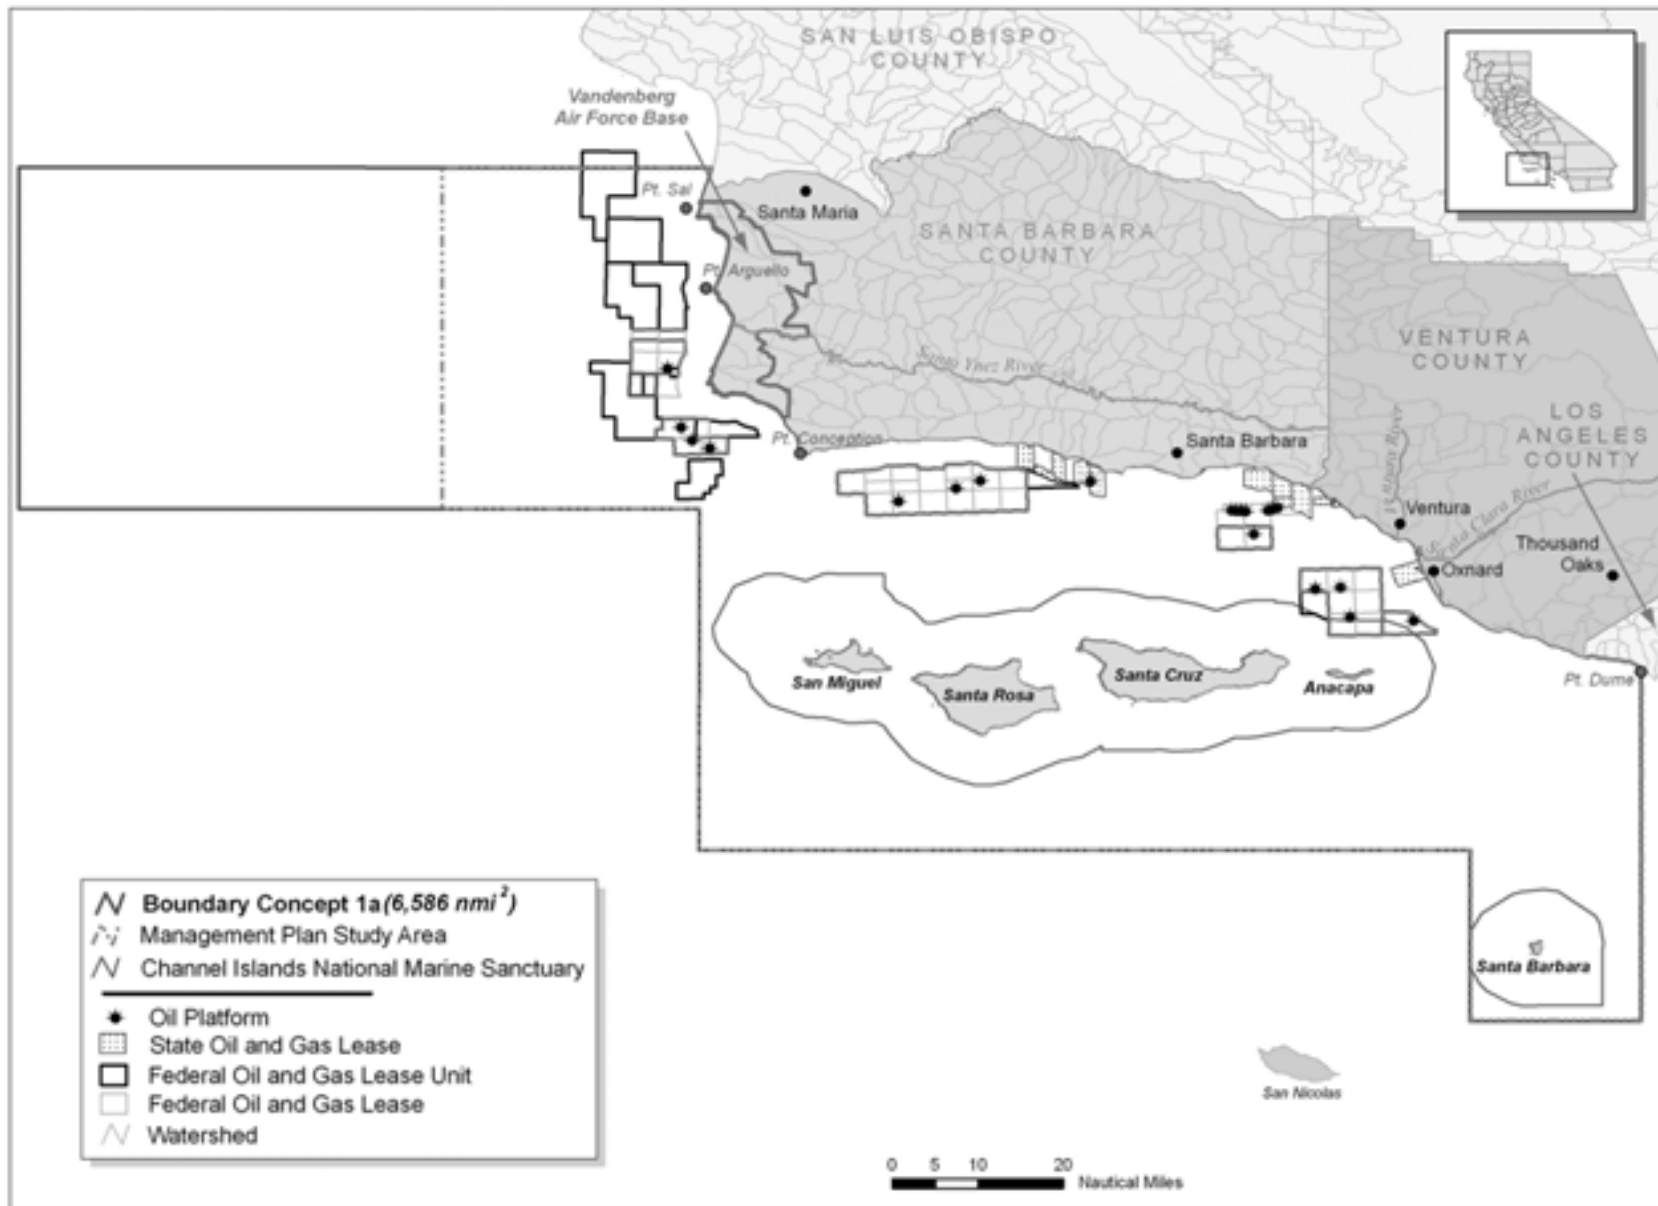 SAN LUIS OBISPO
COUNTY
Vandenberg
Air Force Base
Pt. Sal
Santa Maria
SANTA BARBARA
COUNTY
Pt. Arguello
VENTURA
COUNTY
Santa Ynez River
LOS
ANGELES
COUNTY
Pt. Conception
Santa Barbara
Ventura River
Ventura
Santa Clara River
Thousand
Oaks
Oxnard
San Miguel
Santa Rosa
Santa Cruz
Anacapa
Pt. Dume
Boundary Concept 1a (6,586 nmi²)
Management Plan Study Area
Channel Islands National Marine Sanctuary
Oil Platform
State Oil and Gas Lease
Federal Oil and Gas Lease Unit
Federal Oil and Gas Lease
Watershed
Santa Barbara
San Nicolas
0 5 10 20
Nautical Miles